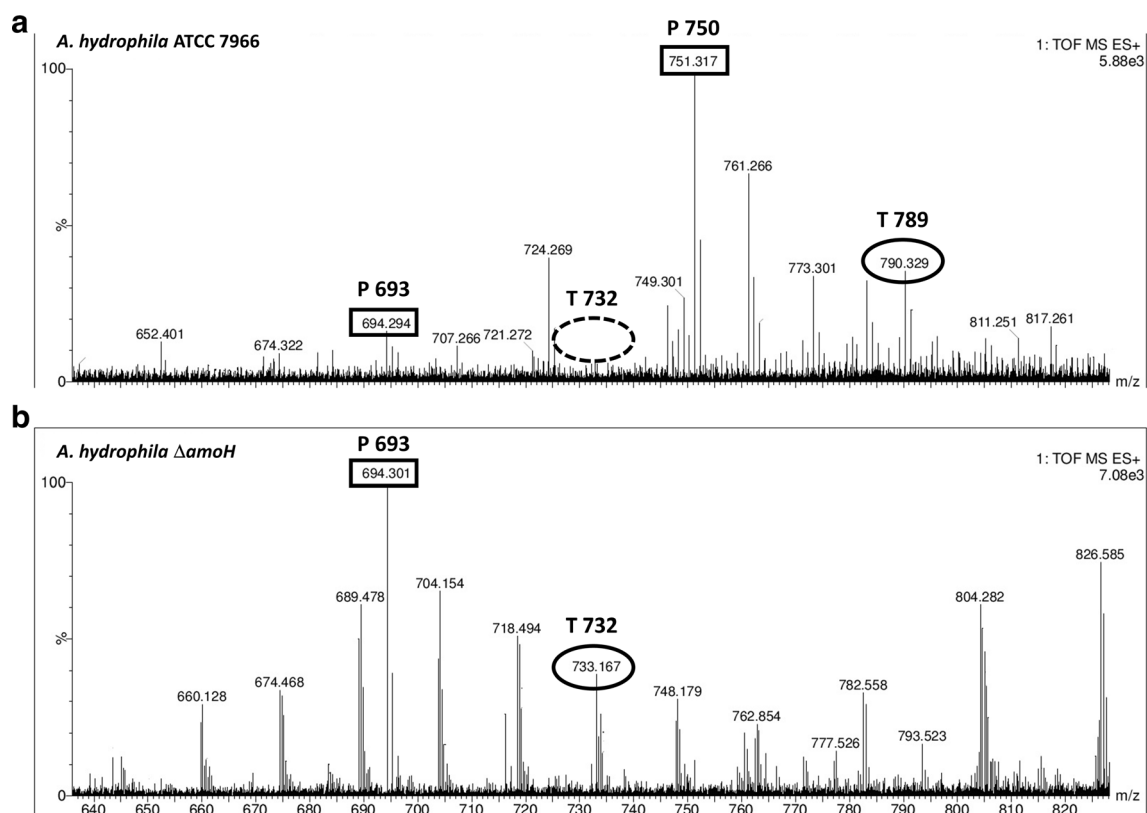 a
A. hydrophila ATCC 7966
P 750
1: TOF MS ES+
5.88e3
100
751.317
761.266
T 789
%
724.269
790.329
749.301
773.301
P 693
T 732
694.294
652.401
674.322
707.266
721.272
811.251
817.261
0
m/z
b
A. hydrophila ΔamoH
P 693
1: TOF MS ES+
7.08e3
694.301
100
826.585
689.478
704.154
804.282
T 732
%
718.494
733.167
674.468
660.128
748.179
782.558
762.854
777.526
793.523
0
m/z
640 650 660 670 680 690 700 710 720 730 740 750 760 770 780 790 800 810 820